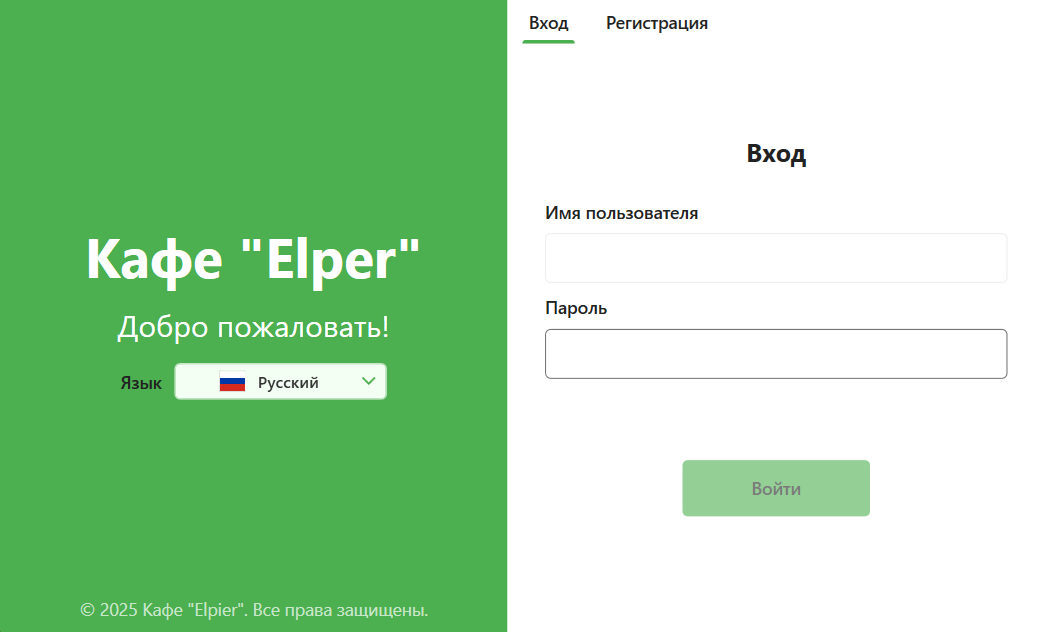 Вход
Регистрация
Кафе "Elper"
Добро пожаловать!
Язык
Русский
© 2025 Кафе "Elpier". Все права защищены.
Вход
Имя пользователя
Пароль
Войти